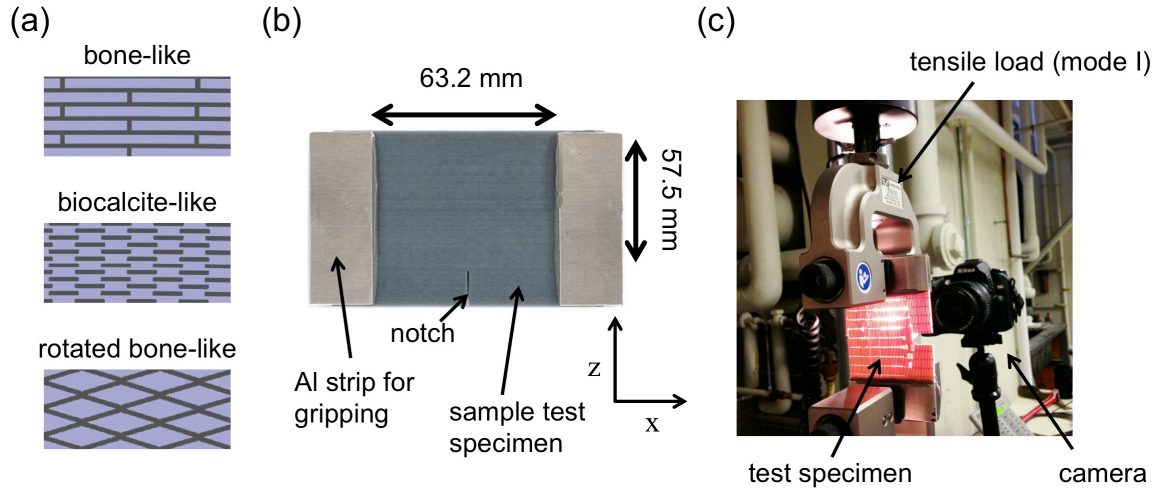 (a)
bone-like
biocalcite-like
rotated bone-like
(b)
63.2 mm
57.5 mm
notch
Al strip for
gripping
sample test
specimen
z
x
(c)
tensile load (mode I)
Nikon
test specimen
camera